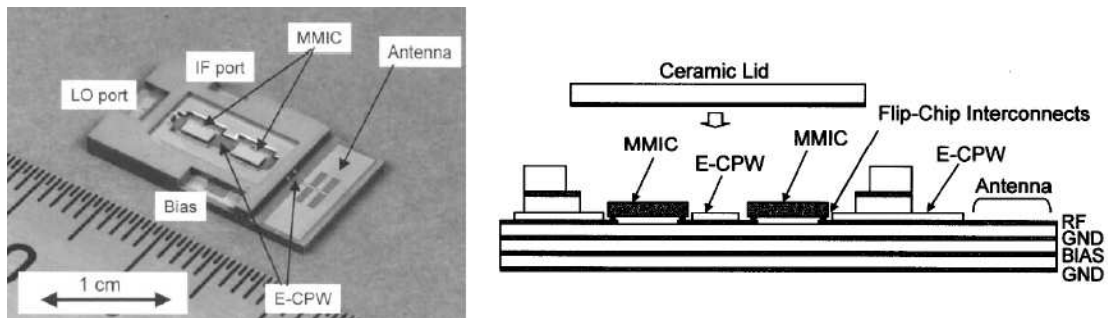 MMIC
Antenna
IF port
LO port
Bias
1 cm
E-CPW
Ceramic Lid
Flip-Chip Interconnects
MMIC
E-CPW
MMIC
E-CPW
Antenna
RF
GND
BIAS
GND